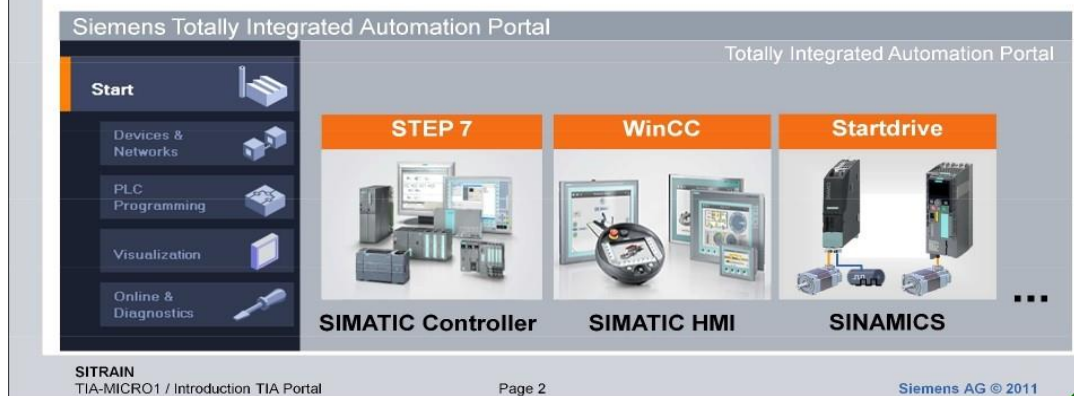 Siemens Totally Integrated Automation Portal
Totally Integrated Automation Portal
Start
Devices &
Networks
PLC
Programming
Visualization
Online &
Diagnostics
STEP 7
WinCC
Startdrive
SIMATIC Controller
SIMATIC HMI
SINAMICS
...
SITRAIN
TIA-MICRO1 / Introduction TIA Portal
Page 2
Siemens AG © 2011